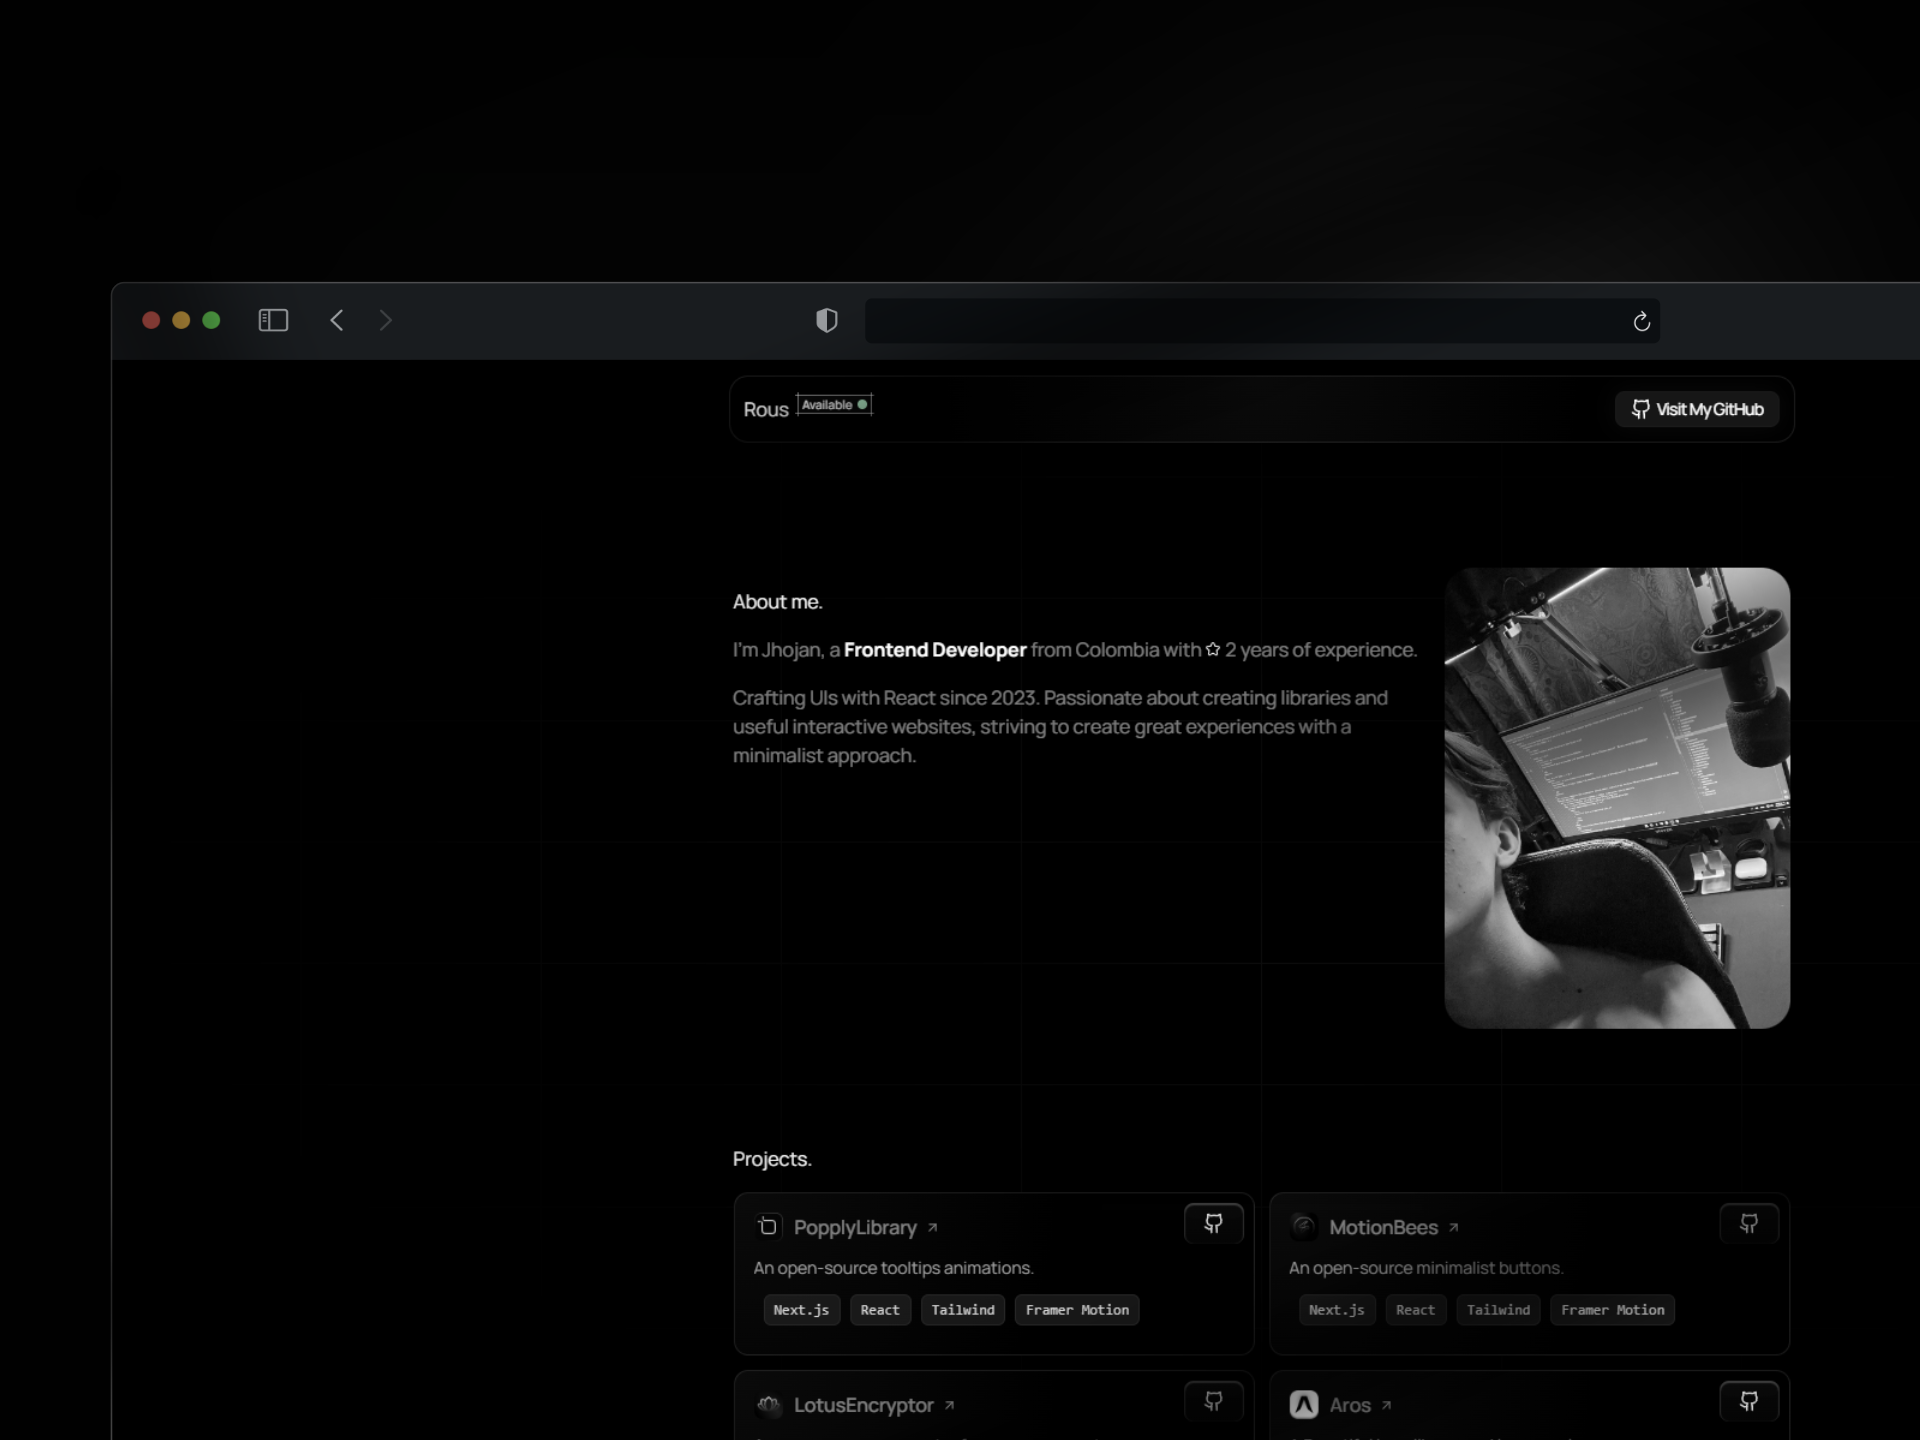 Rous Available
Visit My GitHub
About me.
I'm Jhojan, a Frontend Developer from Colombia with 2 years of experience.
Crafting UIs with React since 2023. Passionate about creating libraries and
useful interactive websites, striving to create great experiences with a
minimalist approach.
Projects.
PopplyLibrary
An open-source tooltips animations.
Next.js React Tailwind Framer Motion
MotionBees
An open-source minimalist buttons.
Next.js React Tailwind Framer Motion
LotusEncryptor
Aros